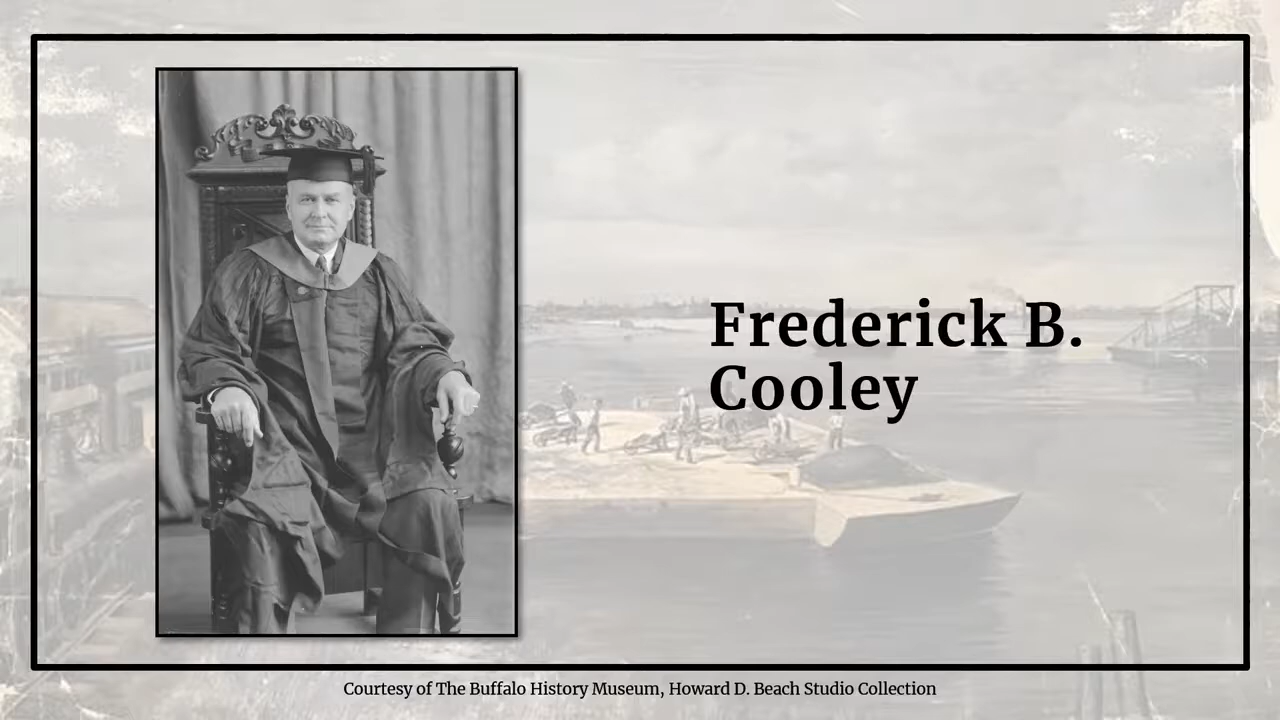 Frederick B.
Cooley
Courtesy of The Buffalo History Museum, Howard D. Beach Studio Collection